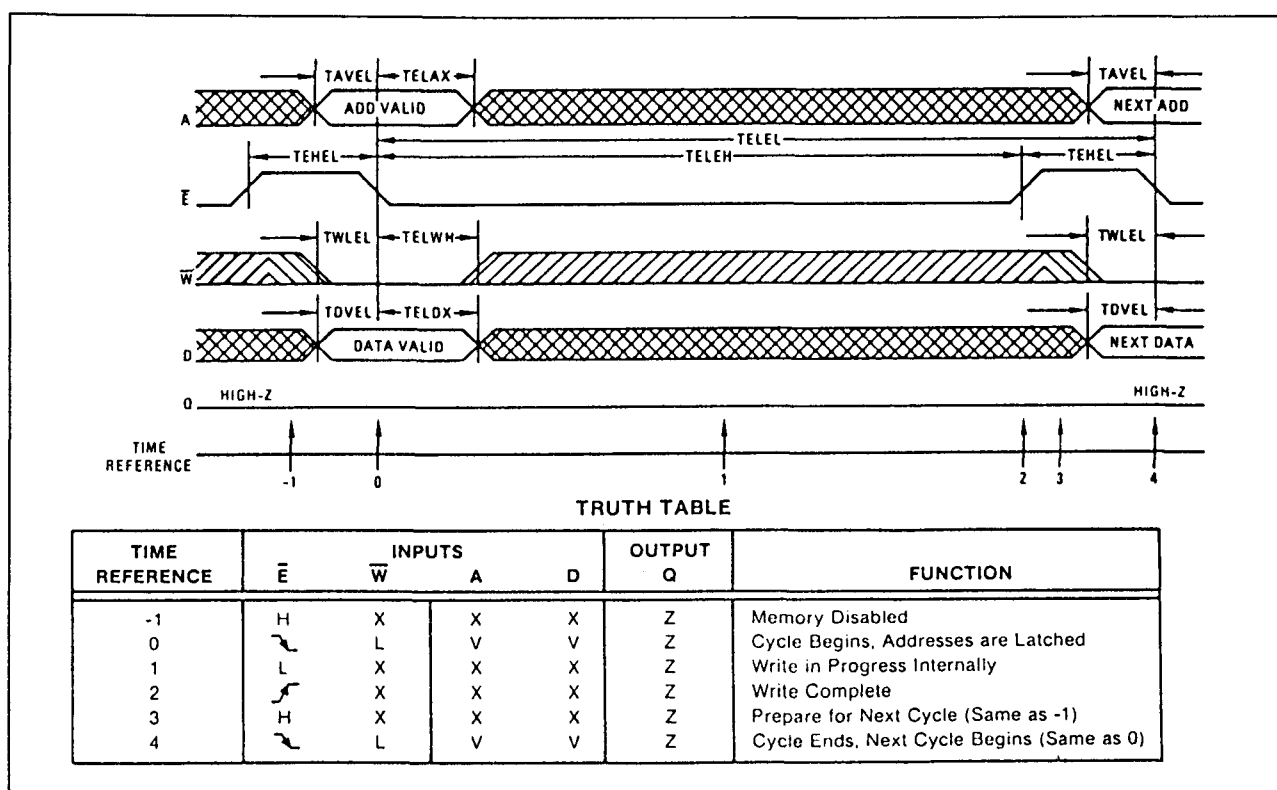 TAVEL TELAX TAVEL
A ADD VALID NEXT ADD
TELEL
TEHEL TELEH TEHEL
E̅
TWLEL TELWH TWLEL
W̅
TDVEL TELDX TDVEL
D DATA VALID NEXT DATA
Q HIGH-Z HIGH-Z
TIME
REFERENCE
-1 0 1 2 3 4
TRUTH TABLE
TIME REFERENCE INPUTS OUTPUT FUNCTION
E̅ W̅ A D Q
-1 H X X X Z Memory Disabled
0 L V V Z Cycle Begins, Addresses are Latched
1 L X X X Z Write in Progress Internally
2 X X X Z Write Complete
3 H X X X Z Prepare for Next Cycle (Same as -1)
4 L V V Z Cycle Ends, Next Cycle Begins (Same as 0)